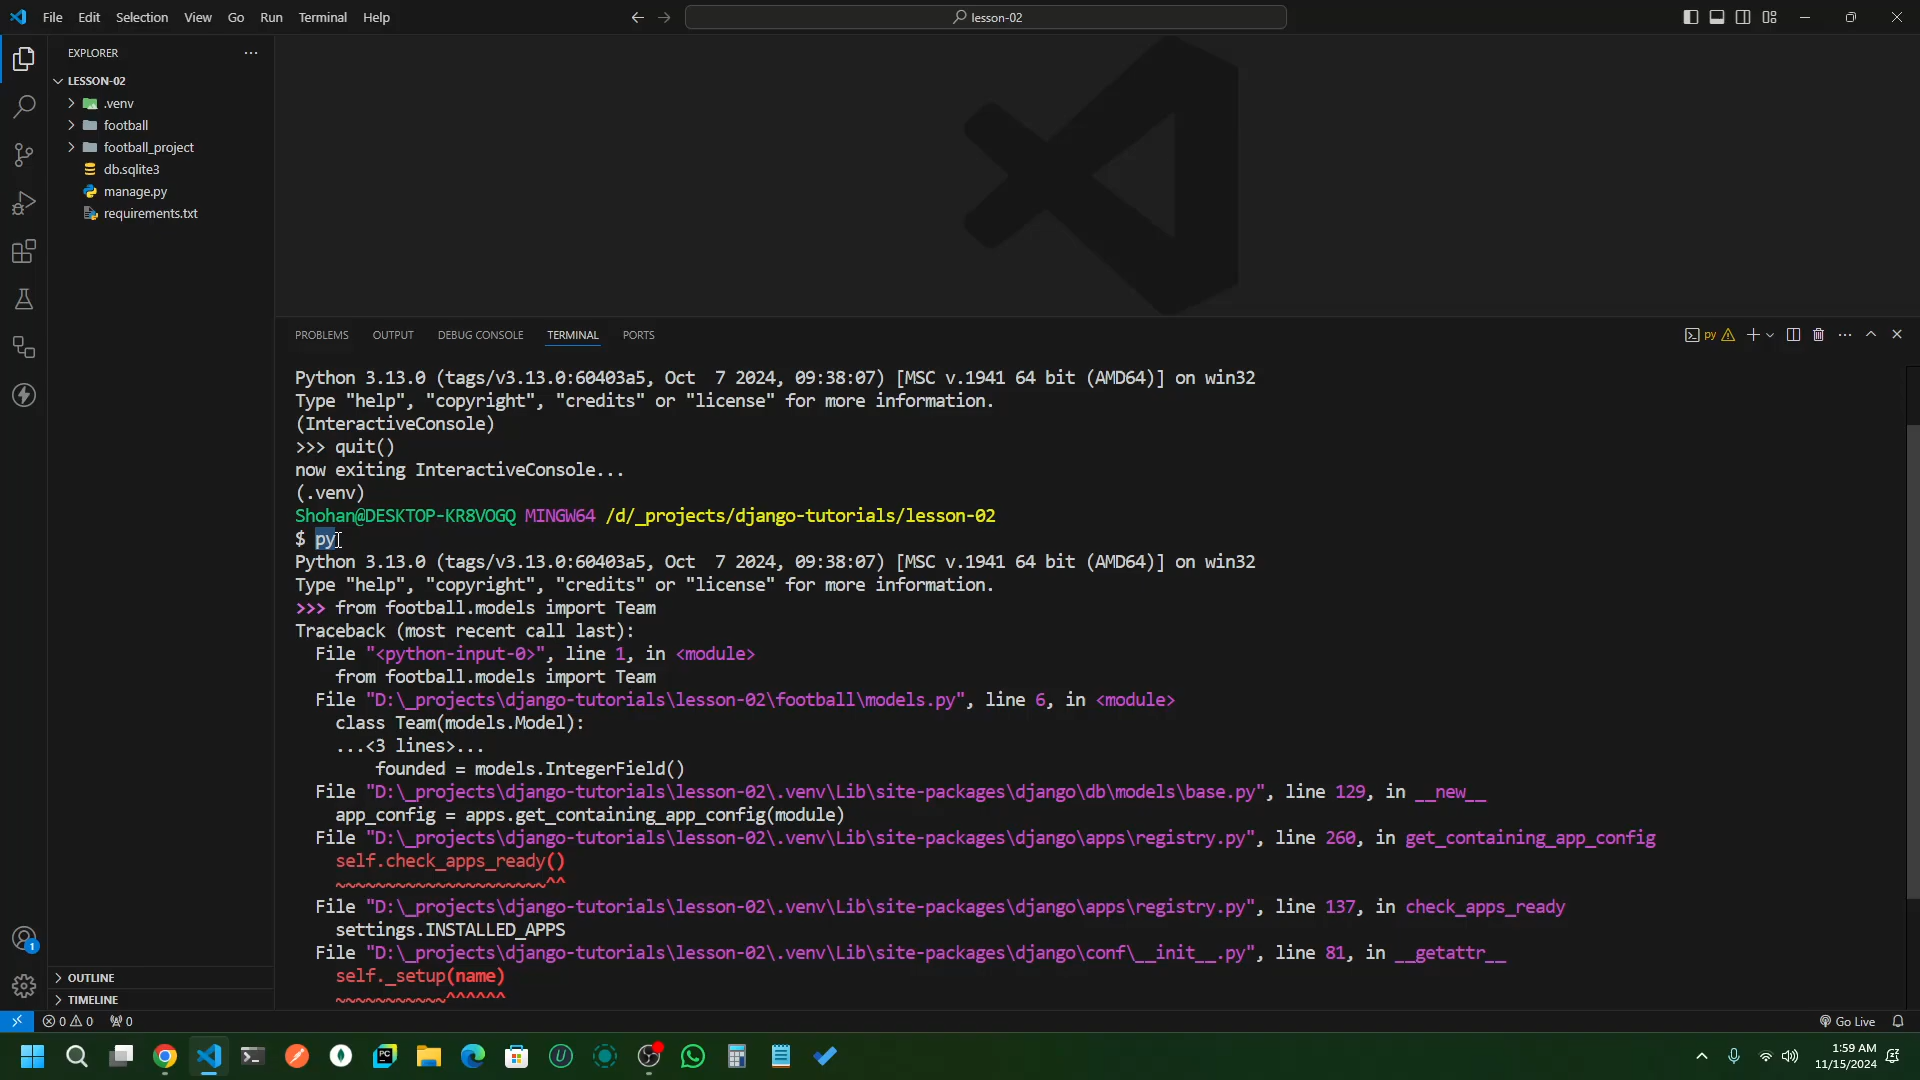 File Edit Selection View Go Run Terminal Help
lesson-02
EXPLORER
LESSON-02
.venv
football
football_project
db.sqlite3
manage.py
requirements.txt
PROBLEMS OUTPUT DEBUG CONSOLE TERMINAL PORTS
py
Python 3.13.0 (tags/v3.13.0:60403a5, Oct  7 2024, 09:38:07) [MSC v.1941 64 bit (AMD64)] on win32
Type "help", "copyright", "credits" or "license" for more information.
(InteractiveConsole)
>>> quit()
now exiting InteractiveConsole...
(.venv)
Shohan@DESKTOP-KR8VOGQ MINGW64 /d/_projects/django-tutorials/lesson-02
$ py
Python 3.13.0 (tags/v3.13.0:60403a5, Oct  7 2024, 09:38:07) [MSC v.1941 64 bit (AMD64)] on win32
Type "help", "copyright", "credits" or "license" for more information.
>>> from football.models import Team
Traceback (most recent call last):
  File "<python-input-0>", line 1, in <module>
    from football.models import Team
  File "D:\_projects\django-tutorials\lesson-02\football\models.py", line 6, in <module>
    class Team(models.Model):
    ...<3 lines>...
        founded = models.IntegerField()
  File "D:\_projects\django-tutorials\lesson-02\.venv\Lib\site-packages\django\db\models\base.py", line 129, in __new__
    app_config = apps.get_containing_app_config(module)
  File "D:\_projects\django-tutorials\lesson-02\.venv\Lib\site-packages\django\apps\registry.py", line 260, in get_containing_app_config
    self.check_apps_ready()
    ~~~~~~~~~~~~~~~~~~~~~^^
  File "D:\_projects\django-tutorials\lesson-02\.venv\Lib\site-packages\django\apps\registry.py", line 137, in check_apps_ready
    settings.INSTALLED_APPS
  File "D:\_projects\django-tutorials\lesson-02\.venv\Lib\site-packages\django\conf\__init__.py", line 81, in __getattr__
    self._setup(name)
    ~~~~~~~~~~~^^^^^^
1
OUTLINE
TIMELINE
0 0 0
Go Live
PC
U
1:59 AM
11/15/2024